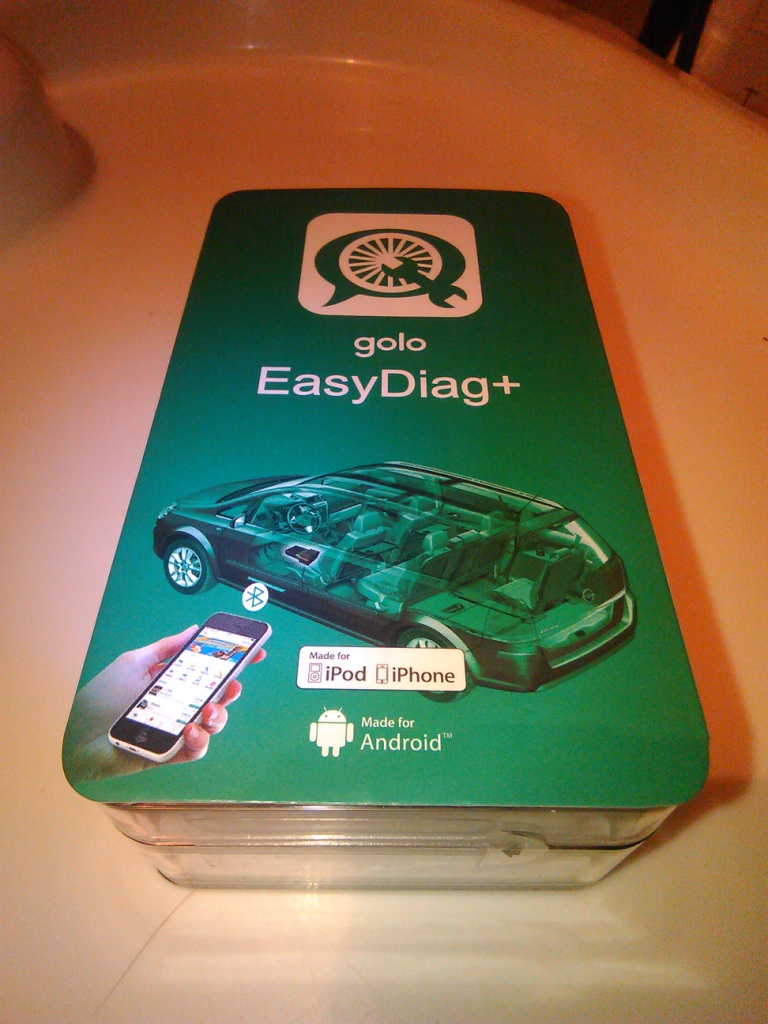 golo
EasyDiag+
Made for
iPod iPhone
Made for
Android™